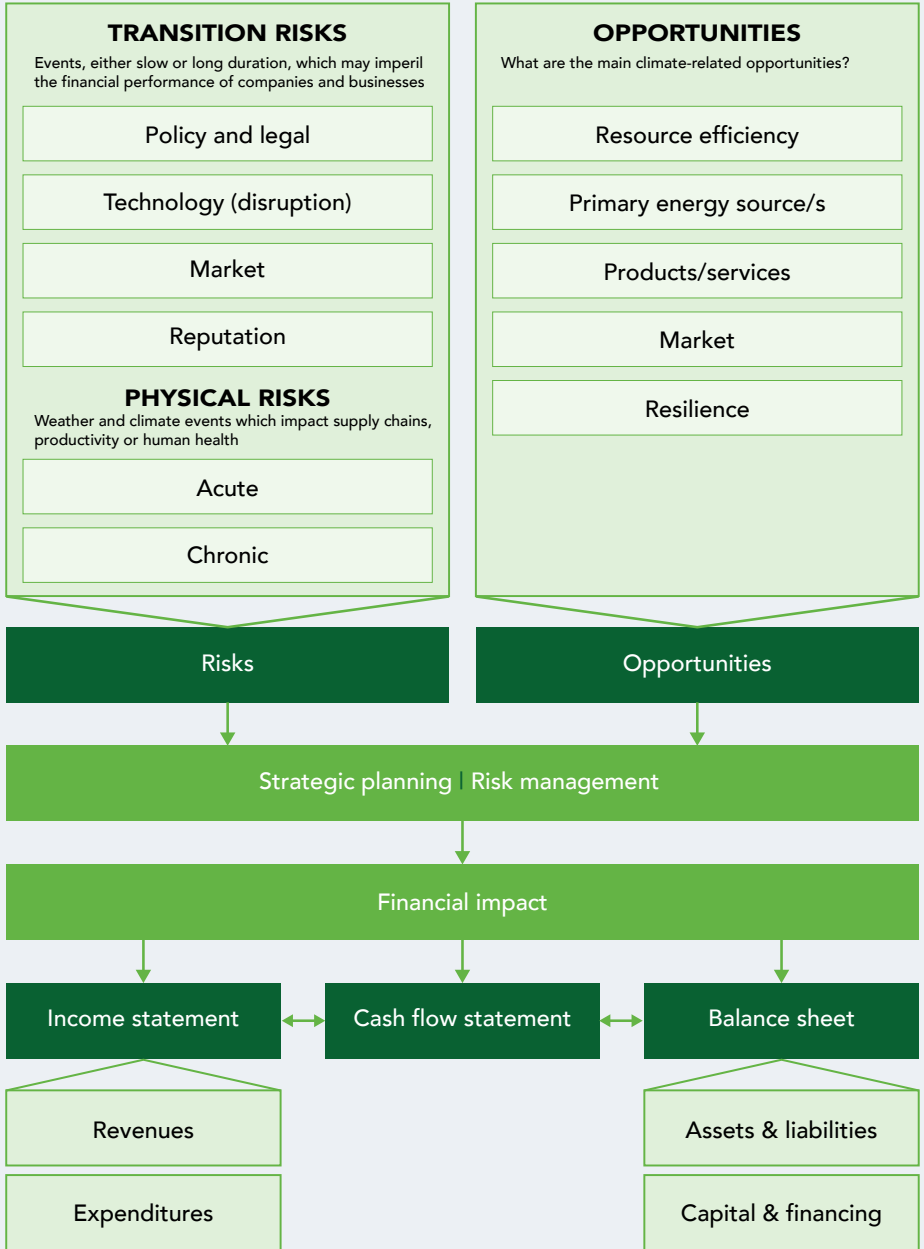 TRANSITION RISKS
Events, either slow or long duration, which may imperil
the financial performance of companies and businesses
Policy and legal
Technology (disruption)
Market
Reputation
PHYSICAL RISKS
Weather and climate events which impact supply chains,
productivity or human health
Acute
Chronic
OPPORTUNITIES
What are the main climate-related opportunities?
Resource efficiency
Primary energy source/s
Products/services
Market
Resilience
Risks
Opportunities
Strategic planning | Risk management
Financial impact
Income statement
Cash flow statement
Balance sheet
Revenues
Assets & liabilities
Expenditures
Capital & financing